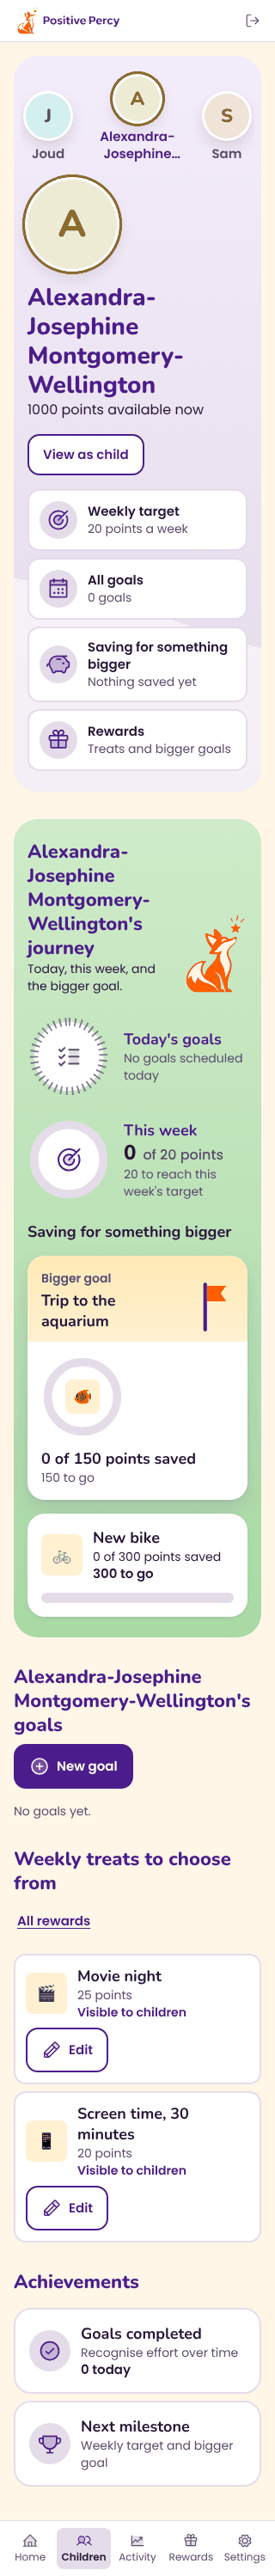 Positive Percy
J
A
S
Joud
Alexandra-
Josephine...
Sam
A
Alexandra-
Josephine
Montgomery-
Wellington
1000 points available now
View as child
Weekly target
20 points a week
All goals
0 goals
Saving for something
bigger
Nothing saved yet
Rewards
Treats and bigger goals
Alexandra-
Josephine
Montgomery-
Wellington's
journey
Today, this week, and
the bigger goal.
Today's goals
No goals scheduled
today
This week
0 of 20 points
20 to reach this
week's target
Saving for something bigger
Bigger goal
Trip to the
aquarium
0 of 150 points saved
150 to go
New bike
0 of 300 points saved
300 to go
Alexandra-Josephine
Montgomery-Wellington's
goals
New goal
No goals yet.
Weekly treats to choose
from
All rewards
Movie night
25 points
Visible to children
Edit
Screen time, 30
minutes
20 points
Visible to children
Edit
Achievements
Goals completed
Recognise effort over time
0 today
Next milestone
Weekly target and bigger
goal
Home
Children
Activity
Rewards
Settings